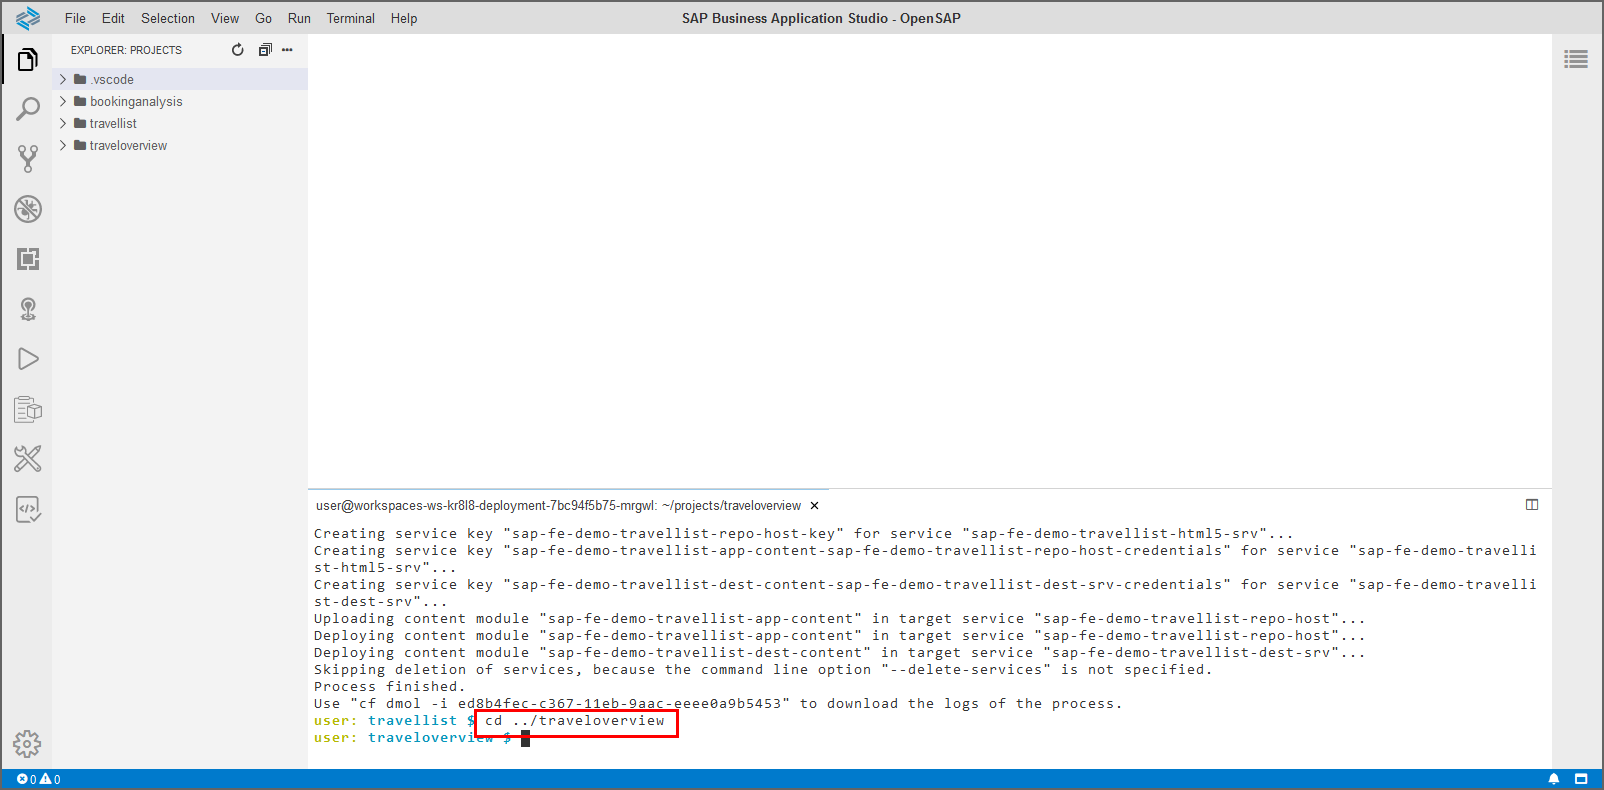 File Edit Selection View Go Run Terminal Help
SAP Business Application Studio - OpenSAP
EXPLORER: PROJECTS
.vscode
bookinganalysis
travellist
traveloverview
user@workspaces-ws-kr8l8-deployment-7bc94f5b75-mrgwl: ~/projects/traveloverview
Creating service key "sap-fe-demo-travellist-repo-host-key" for service "sap-fe-demo-travellist-html5-srv"...
Creating service key "sap-fe-demo-travellist-app-content-sap-fe-demo-travellist-repo-host-credentials" for service "sap-fe-demo-travelli
st-html5-srv"...
Creating service key "sap-fe-demo-travellist-dest-content-sap-fe-demo-travellist-dest-srv-credentials" for service "sap-fe-demo-travelli
st-dest-srv"...
Uploading content module "sap-fe-demo-travellist-app-content" in target service "sap-fe-demo-travellist-repo-host"...
Deploying content module "sap-fe-demo-travellist-app-content" in target service "sap-fe-demo-travellist-repo-host"...
Deploying content module "sap-fe-demo-travellist-dest-content" in target service "sap-fe-demo-travellist-dest-srv"...
Skipping deletion of services, because the command line option "--delete-services" is not specified.
Process finished.
Use "cf dmol -i ed8b4fec-c367-11eb-9aac-eeee0a9b5453" to download the logs of the process.
user: travellist $ cd ../traveloverview
user: traveloverview $
0 0